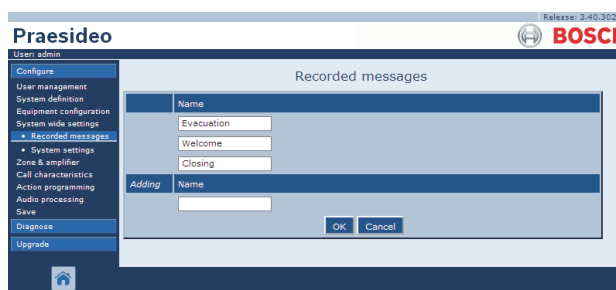 Release: 3.40.302
Praesideo
BOSCH
User: admin
Configure
User management
System definition
Equipment configuration
System wide settings
• Recorded messages
• System settings
Zone & amplifier
Call characteristics
Action programming
Audio processing
Save
Diagnose
Upgrade
Recorded messages
Name
Evacuation
Welcome
Closing
Adding Name
OK Cancel